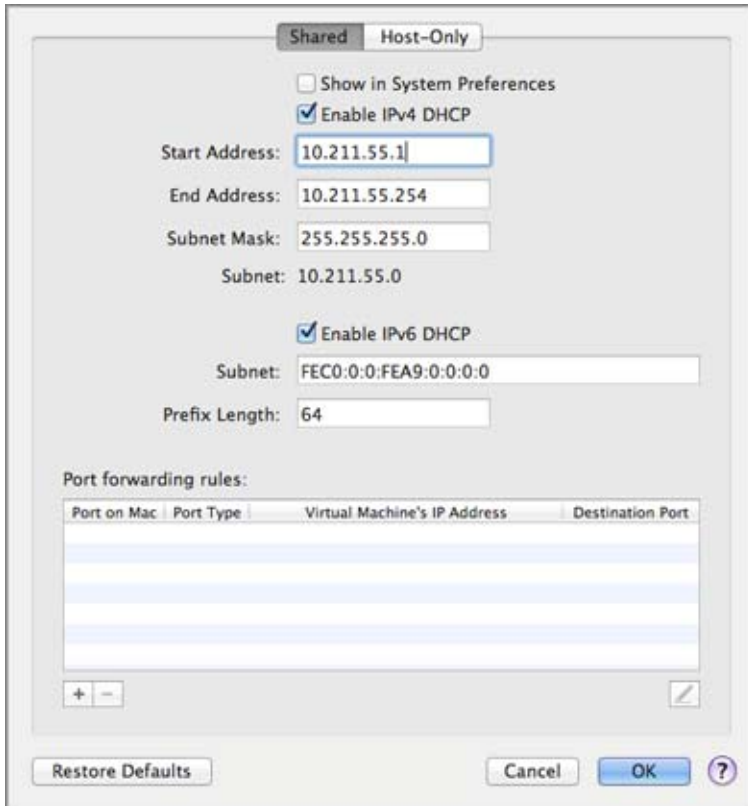 Shared Host-Only
Show in System Preferences
Enable IPv4 DHCP
Start Address: 10.211.55.1
End Address: 10.211.55.254
Subnet Mask: 255.255.255.0
Subnet: 10.211.55.0
Enable IPv6 DHCP
Subnet: FEC0:0:0:FEA9:0:0:0:0
Prefix Length: 64
Port forwarding rules:
Port on Mac Port Type Virtual Machine's IP Address Destination Port
+ −
Restore Defaults Cancel OK ?